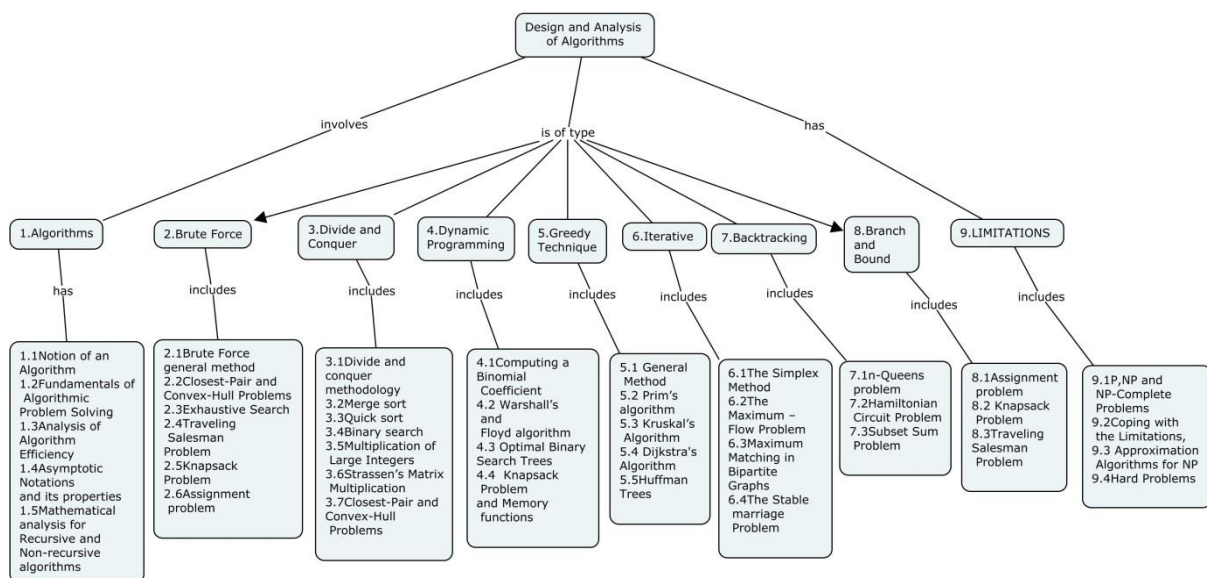 Design and Analysis
of Algorithms
involves
is of type
has
1.Algorithms
2.Brute Force
3.Divide and
Conquer
4.Dynamic
Programming
5.Greedy
Technique
6.Iterative
7.Backtracking
8.Branch
and
Bound
9.LIMITATIONS
has
includes
includes
includes
includes
includes
includes
includes
includes
1.1Notion of an
Algorithm
1.2Fundamentals of
Algorithmic
Problem Solving
1.3Analysis of
Algorithm
Efficiency
1.4Asymptotic
Notations
and its properties
1.5Mathematical
analysis for
Recursive and
Non-recursive
algorithms
2.1Brute Force
general method
2.2Closest-Pair and
Convex-Hull Problems
2.3Exhaustive Search
2.4Traveling
Salesman
Problem
2.5Knapsack
Problem
2.6Assignment
problem
3.1Divide and
conquer
methodology
3.2Merge sort
3.3Quick sort
3.4Binary search
3.5Multiplication of
Large Integers
3.6Strassen's Matrix
Multiplication
3.7Closest-Pair and
Convex-Hull
Problems
4.1Computing a
Binomial
Coefficient
4.2 Warshall's
and
Floyd algorithm
4.3 Optimal Binary
Search Trees
4.4 Knapsack
Problem
and Memory
functions
5.1 General
Method
5.2 Prim's
algorithm
5.3 Kruskal's
Algorithm
5.4 Dijkstra's
Algorithm
5.5Huffman
Trees
6.1The Simplex
Method
6.2The
Maximum –
Flow Problem
6.3Maximum
Matching in
Bipartite
Graphs
6.4The Stable
marriage
Problem
7.1n-Queens
problem
7.2Hamiltonian
Circuit Problem
7.3Subset Sum
Problem
8.1Assignment
problem
8.2 Knapsack
Problem
8.3Traveling
Salesman
Problem
9.1P,NP and
NP-Complete
Problems
9.2Coping with
the Limitations,
9.3 Approximation
Algorithms for NP
9.4Hard Problems